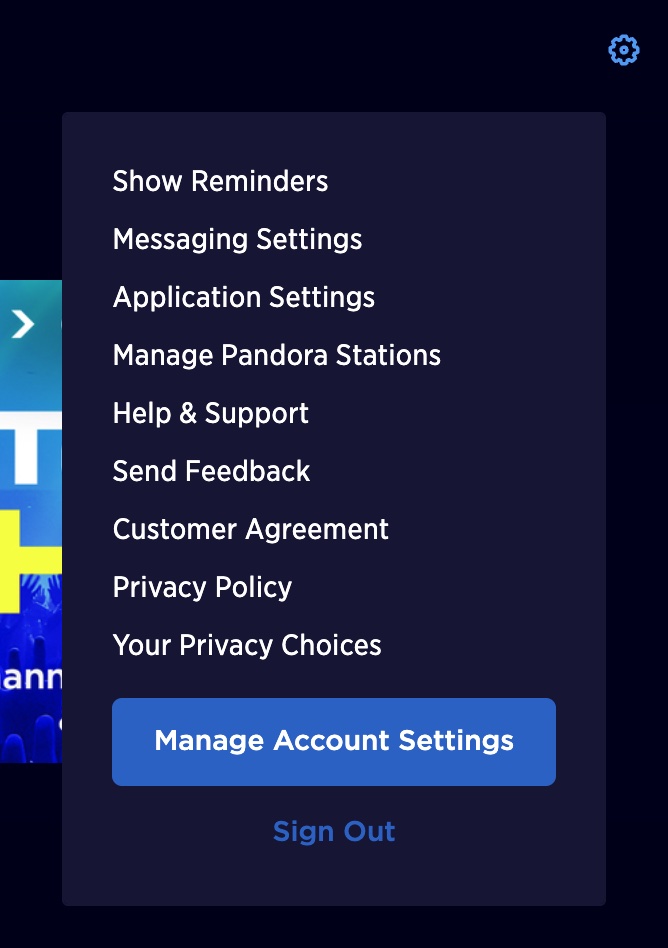 Show Reminders
Messaging Settings
Application Settings
Manage Pandora Stations
Help & Support
Send Feedback
Customer Agreement
Privacy Policy
Your Privacy Choices
Manage Account Settings
Sign Out